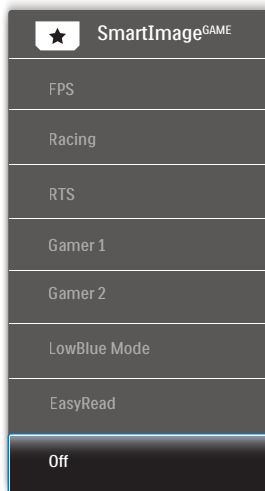 SmartImageGAME
FPS
Racing
RTS
Gamer 1
Gamer 2
LowBlue Mode
EasyRead
Off